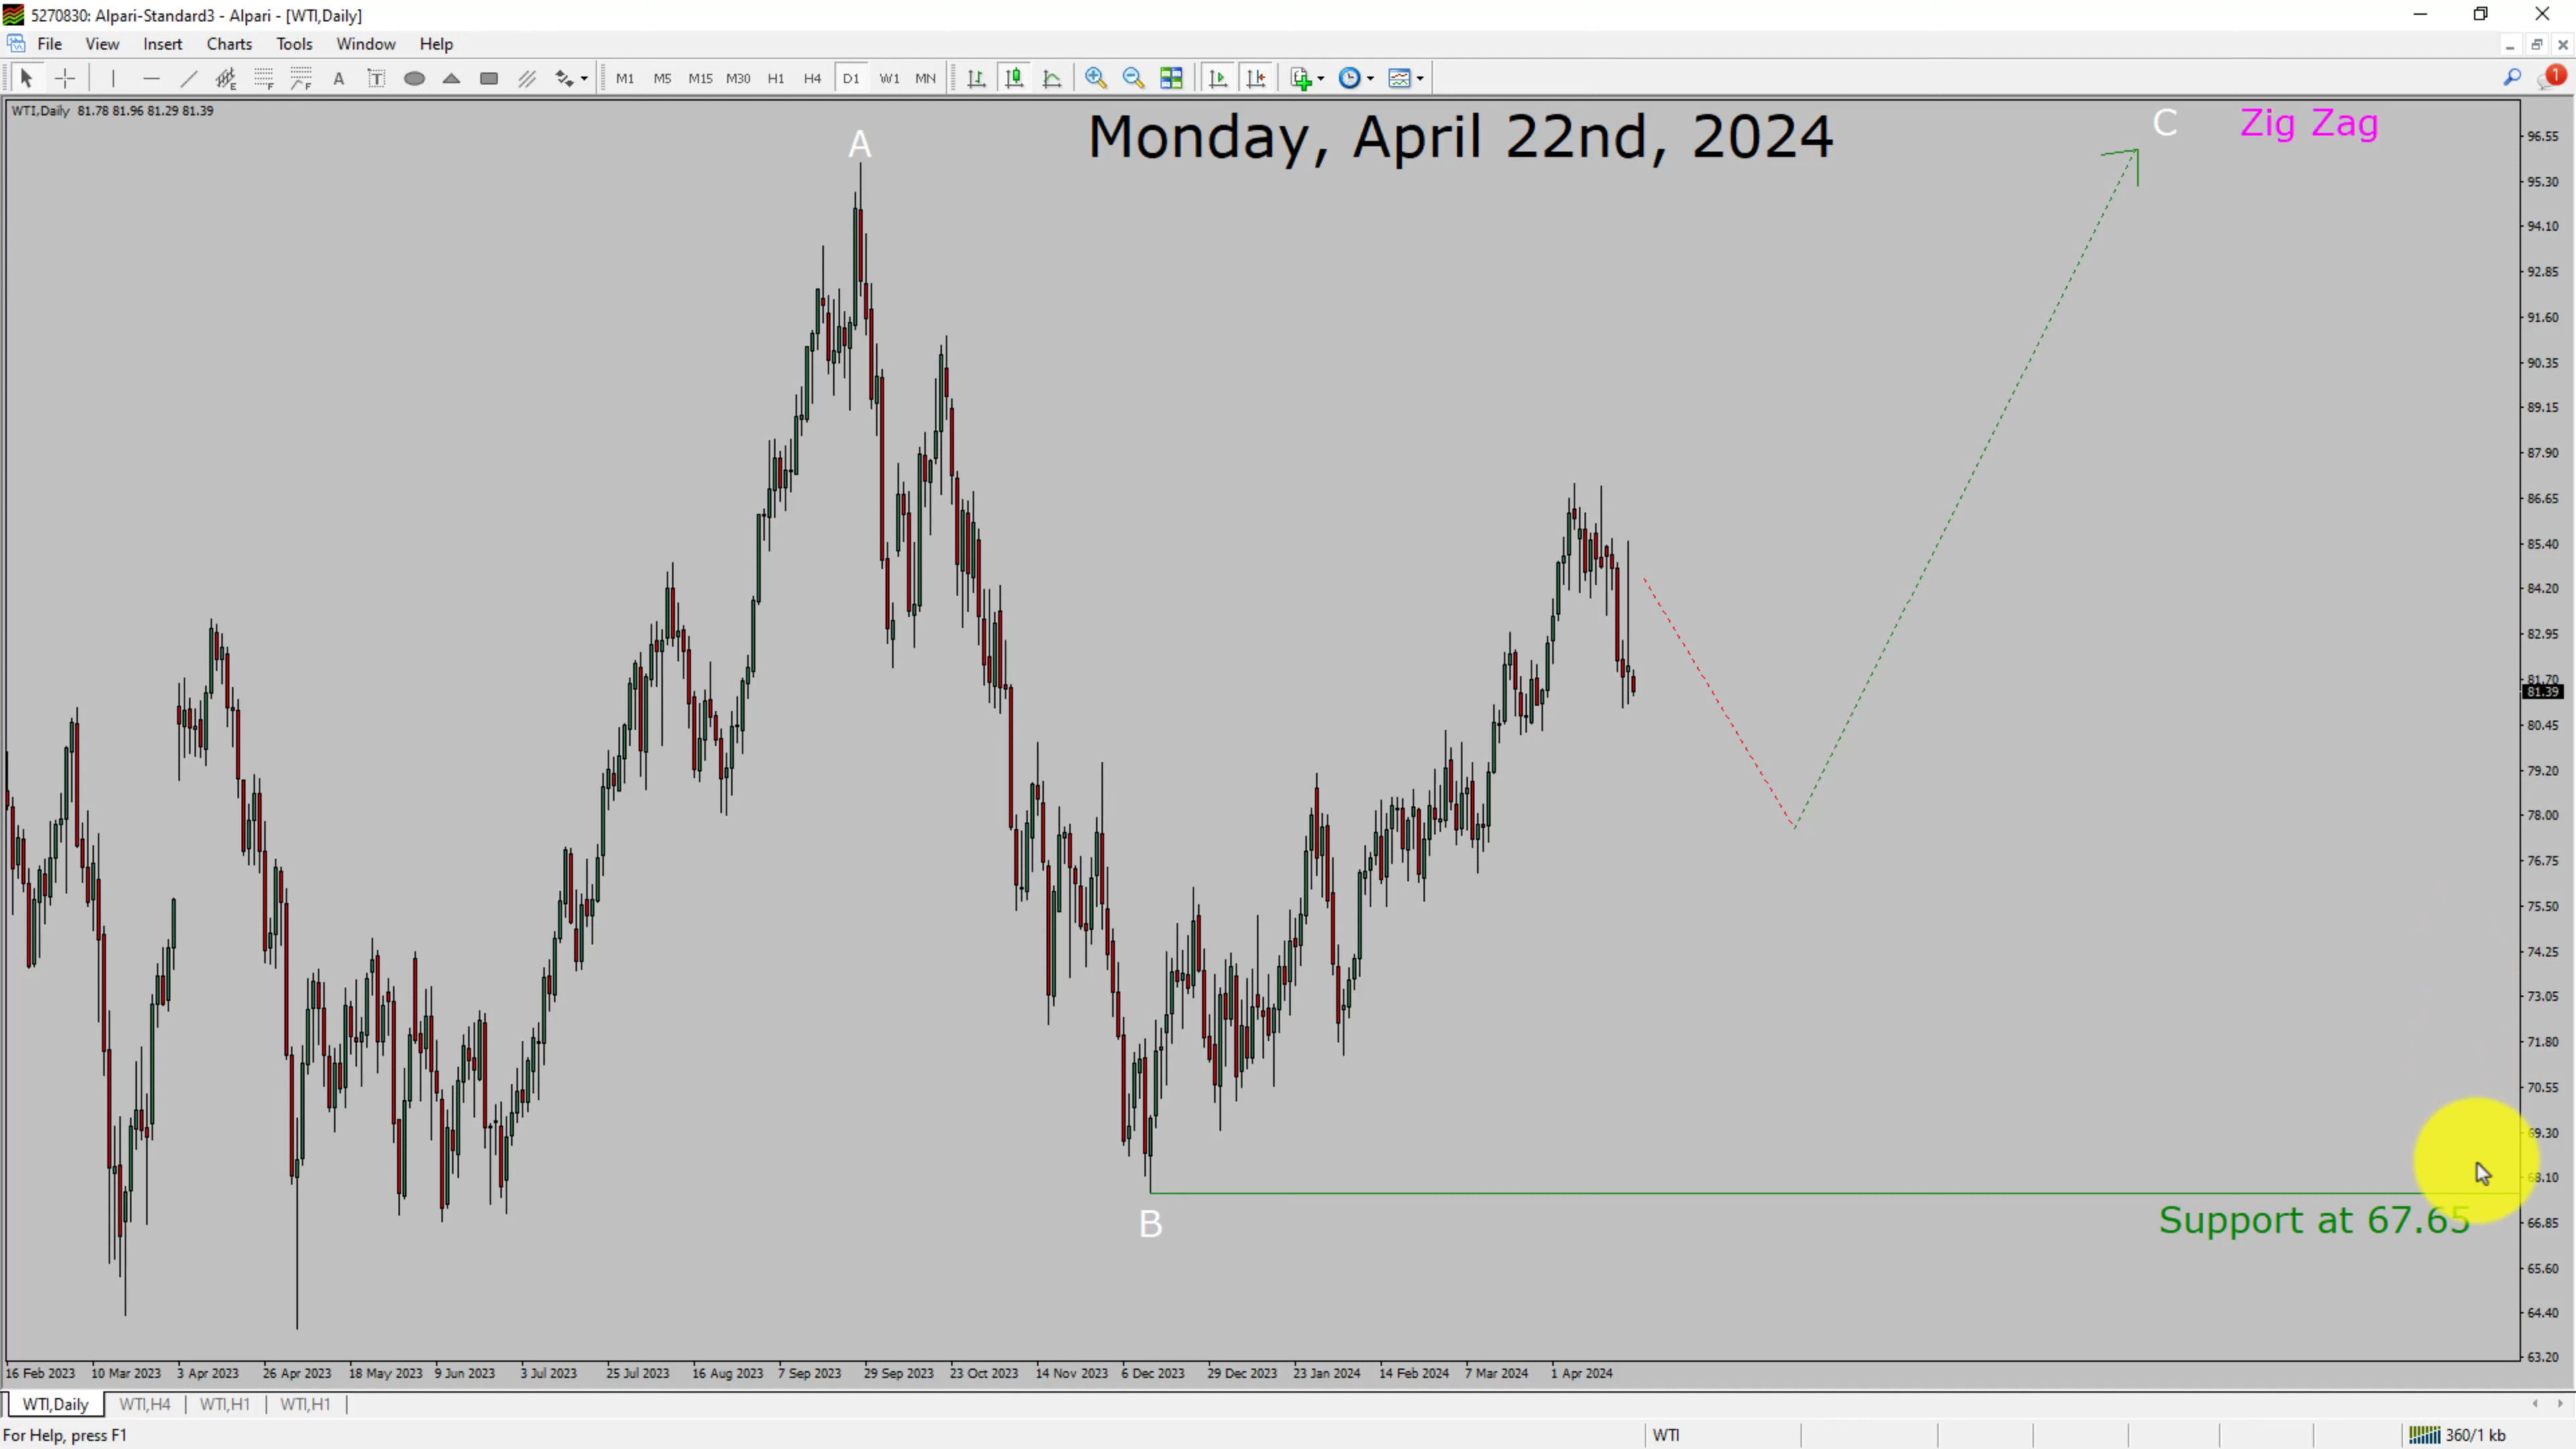 5270830: Alpari-Standard3 - Alpari - [WTI,Daily]
File View Insert Charts Tools Window Help
A T M1 M5 M15 M30 H1 H4 D1 W1 MN 1
WTI,Daily 81.78 81.96 81.29 81.39
Monday, April 22nd, 2024
A
C
Zig Zag
96.55
95.30
94.10
92.85
91.60
90.35
89.15
87.90
86.65
85.40
84.20
82.95
81.70
81.39
80.45
79.20
78.00
76.75
75.50
74.25
73.05
71.80
70.55
69.30
68.10
B
Support at 67.65
66.85
65.60
64.40
63.20
16 Feb 2023 10 Mar 2023 3 Apr 2023 26 Apr 2023 18 May 2023 9 Jun 2023 3 Jul 2023 25 Jul 2023 16 Aug 2023 7 Sep 2023 29 Sep 2023 23 Oct 2023 14 Nov 2023 6 Dec 2023 29 Dec 2023 23 Jan 2024 14 Feb 2024 7 Mar 2024 1 Apr 2024
WTI,Daily WTI,H4 WTI,H1 WTI,H1
For Help, press F1 WTI 360/1 kb